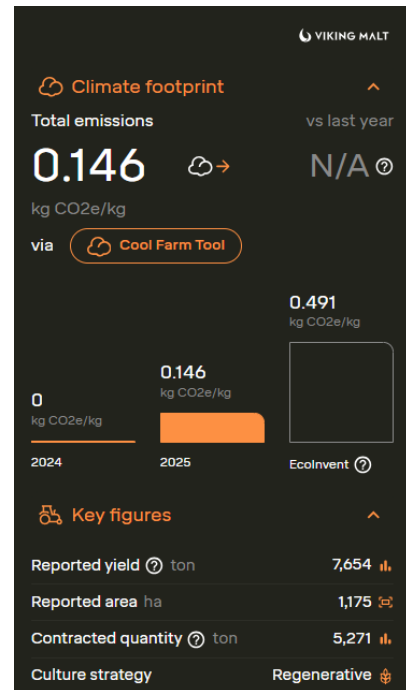 VIKING MALT
Climate footprint
Total emissions vs last year
0.146 N/A ?
kg CO2e/kg
via Cool Farm Tool
0.491
kg CO2e/kg
0.146
kg CO2e/kg
0
kg CO2e/kg
2024 2025 EcoInvent ?
Key figures
Reported yield ? ton 7,654
Reported area ha 1,175
Contracted quantity ? ton 5,271
Culture strategy Regenerative